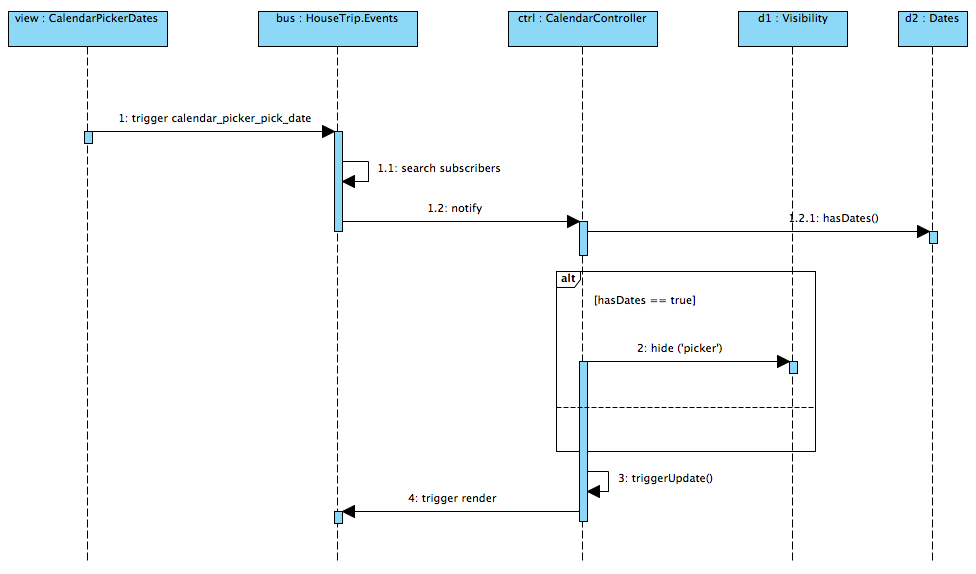 view : CalendarPickerDates
bus : HouseTrip.Events
ctrl : CalendarController
d1 : Visibility
d2 : Dates
1: trigger calendar_picker_pick_date
1.1: search subscribers
1.2: notify
1.2.1: hasDates()
alt
[hasDates == true]
2: hide ('picker')
3: triggerUpdate()
4: trigger render